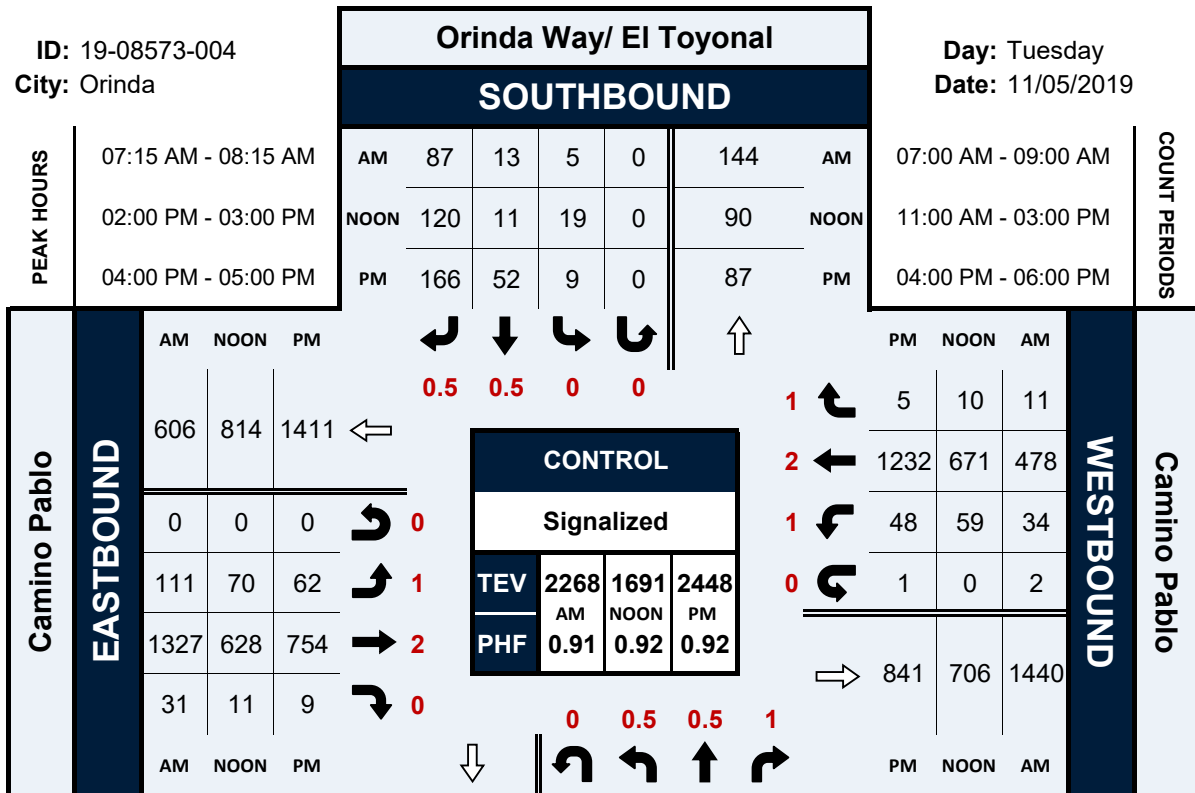 ID: 19-08573-004
City: Orinda
Orinda Way/ El Toyonal
SOUTHBOUND
Day: Tuesday
Date: 11/05/2019
PEAK HOURS
07:15 AM - 08:15 AM
02:00 PM - 03:00 PM
04:00 PM - 05:00 PM
AM 87 13 5 0 144 AM
NOON 120 11 19 0 90 NOON
PM 166 52 9 0 87 PM
07:00 AM - 09:00 AM
11:00 AM - 03:00 PM
04:00 PM - 06:00 PM
COUNT PERIODS
0.5 0.5 0 0
Camino Pablo
EASTBOUND
AM NOON PM
606 814 1411
0 0 0 0
111 70 62 1
1327 628 754 2
31 11 9 0
AM NOON PM
CONTROL
Signalized
TEV 2268 1691 2448
AM NOON PM
PHF 0.91 0.92 0.92
PM NOON AM
1 5 10 11
2 1232 671 478
1 48 59 34
0 1 0 2
841 706 1440
PM NOON AM
WESTBOUND
Camino Pablo
0 0.5 0.5 1